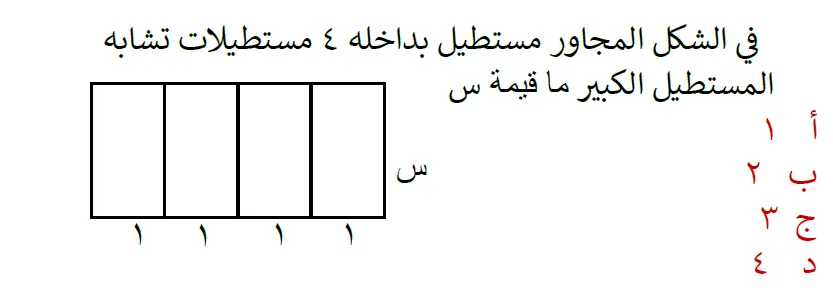 في الشكل المجاور مستطيل بداخله ٤ مستطيلات تشابه
المستطيل الكبير ما قيمة س
أ ١
ب ٢
ج ٣
د ٤
س
١ ١ ١ ١